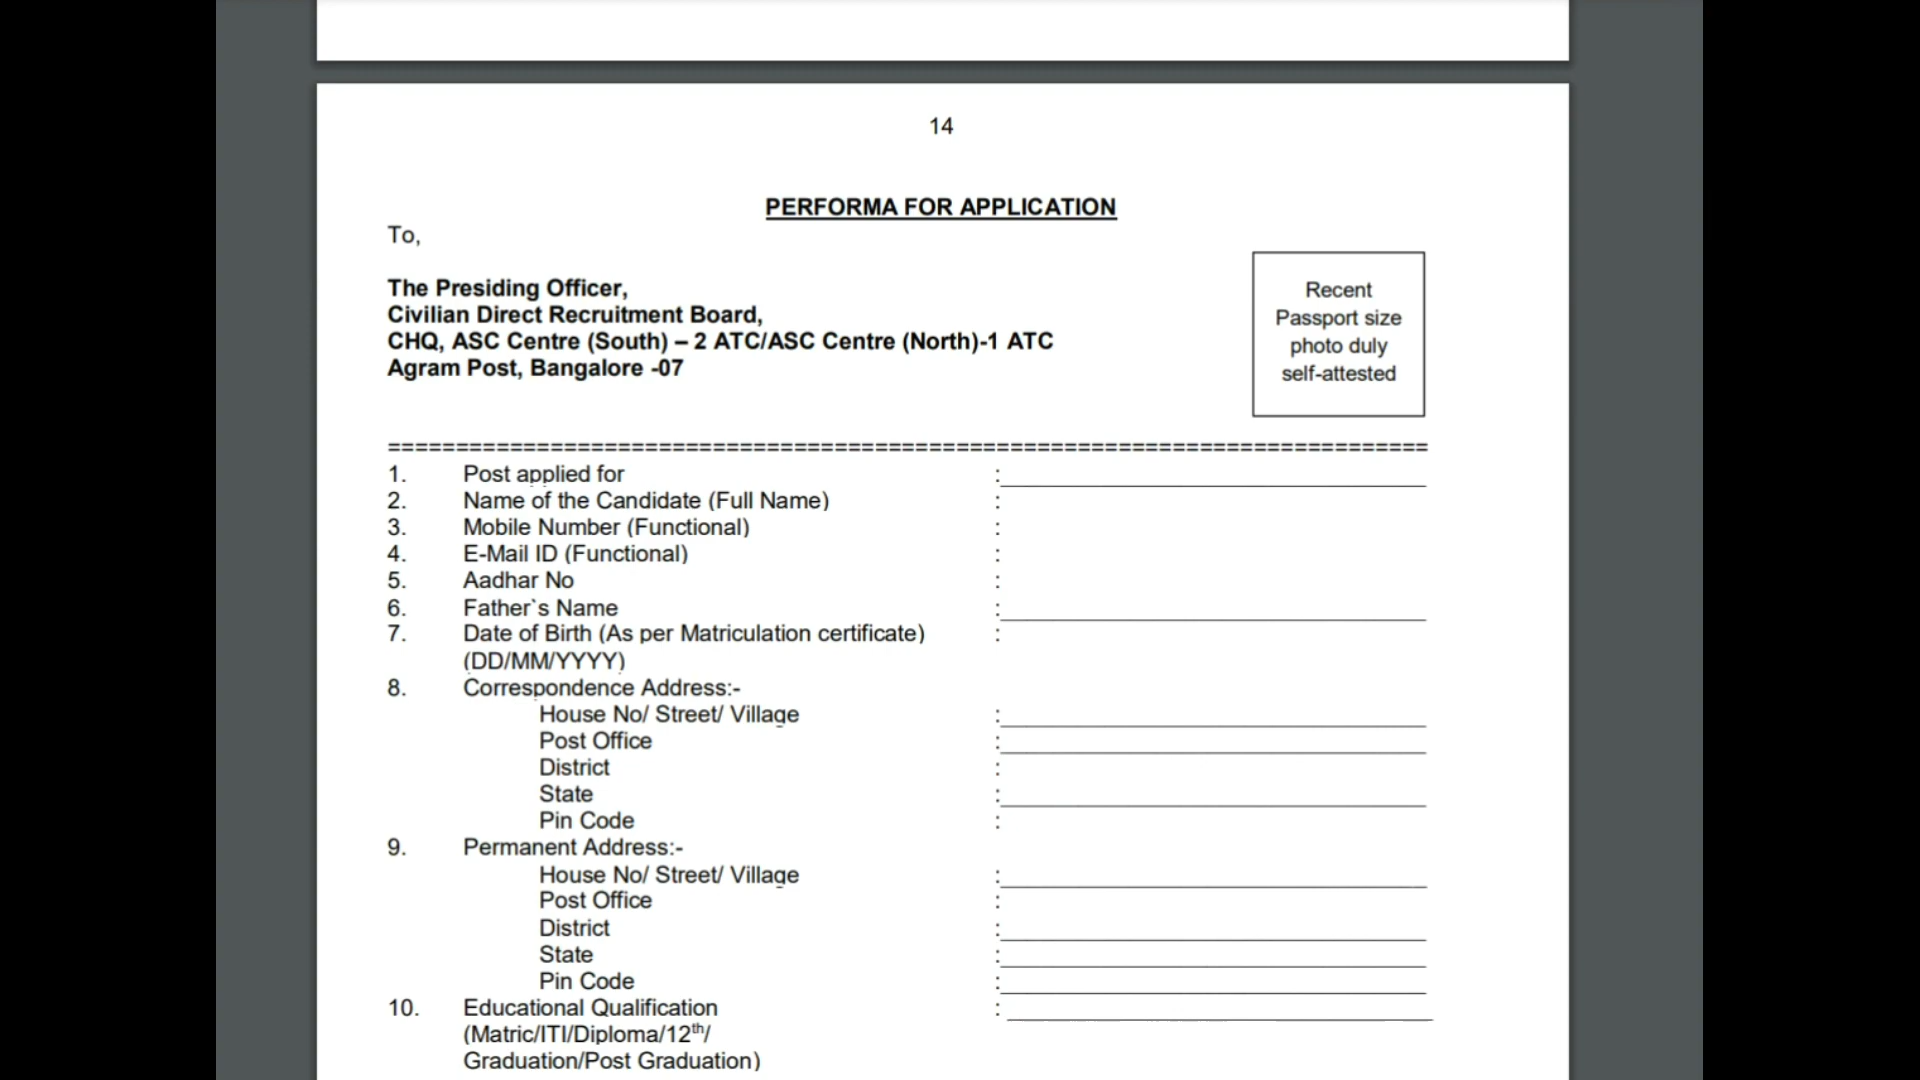 14
PERFORMA FOR APPLICATION
To,
The Presiding Officer,
Civilian Direct Recruitment Board,
CHQ, ASC Centre (South) – 2 ATC/ASC Centre (North)-1 ATC
Agram Post, Bangalore -07
Recent
Passport size
photo duly
self-attested
==============================================================================
1. Post applied for :
2. Name of the Candidate (Full Name) :
3. Mobile Number (Functional) :
4. E-Mail ID (Functional) :
5. Aadhar No :
6. Father`s Name :
7. Date of Birth (As per Matriculation certificate) :
(DD/MM/YYYY)
8. Correspondence Address:-
House No/ Street/ Village :
Post Office :
District :
State :
Pin Code :
9. Permanent Address:-
House No/ Street/ Village :
Post Office :
District :
State :
Pin Code :
10. Educational Qualification :
(Matric/ITI/Diploma/12th/
Graduation/Post Graduation)